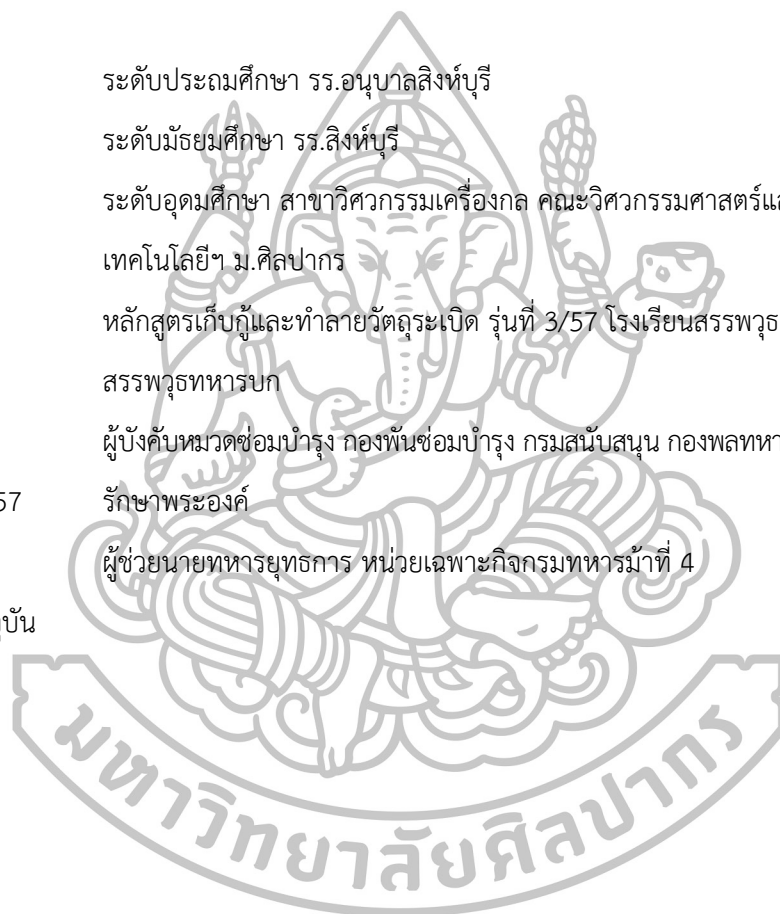 ระดับประถมศึกษา รร.อนุบาลสิงห์บุรี
ระดับมัธยมศึกษา รร.สิงห์บุรี
ระดับอุดมศึกษา สาขาวิศวกรรมเครื่องกล คณะวิศวกรรมศาสตร์และ
เทคโนโลยีฯ ม.ศิลปากร
หลักสูตรเก็บกู้และทำลายวัตถุระเบิด รุ่นที่ 3/57 โรงเรียนสรรพวุธ
สรรพวุธทหารบก
ผู้บังคับหมวดซ่อมบำรุง กองพันซ่อมบำรุง กรมสนับสนุน กองพลทหา
57 รักษาพระองค์
ผู้ช่วยนายทหารยุทธการ หน่วยเฉพาะกิจกรมทหารม้าที่ 4
บัน
มหาวิทยาลัยศิลปากร